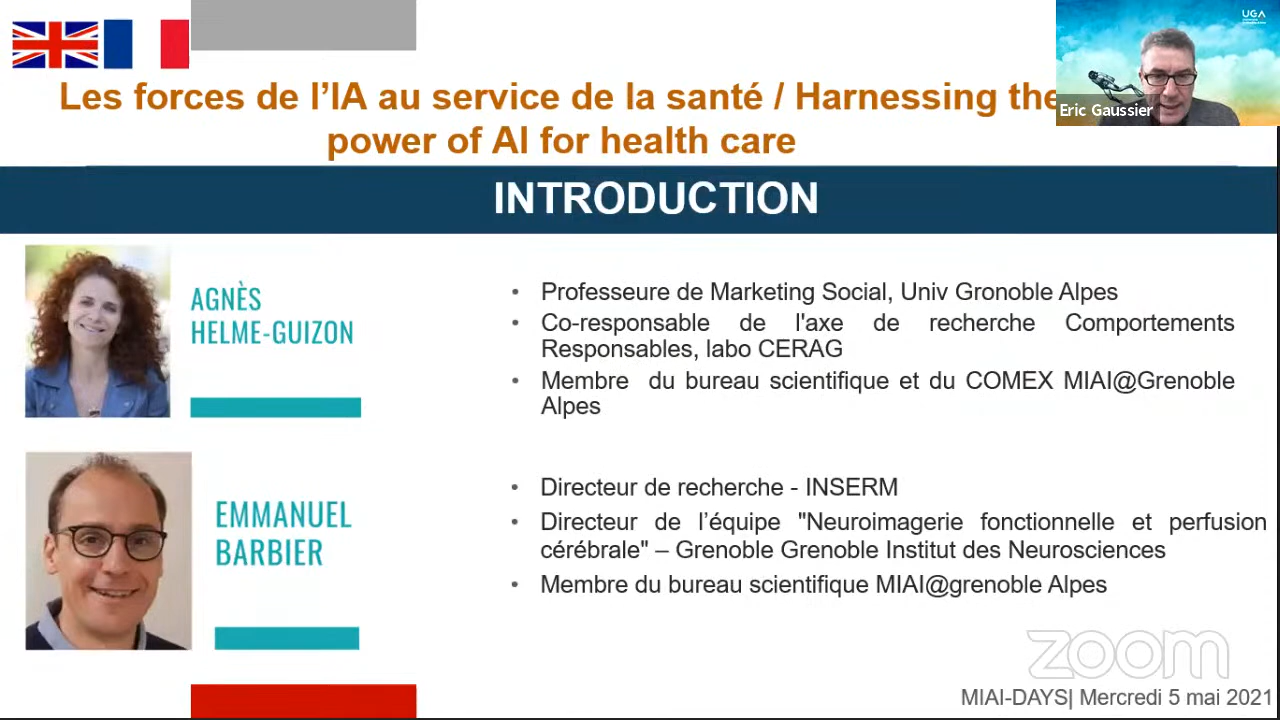 Les forces de l'IA au service de la santé / Harnessing the
power of AI for health care
UGA
Eric Gaussier
INTRODUCTION
AGNÈS
HELME-GUIZON
• Professeure de Marketing Social, Univ Gronoble Alpes
• Co-responsable de l'axe de recherche Comportements
Responsables, labo CERAG
• Membre du bureau scientifique et du COMEX MIAI@Grenoble
Alpes
EMMANUEL
BARBIER
• Directeur de recherche - INSERM
• Directeur de l'équipe "Neuroimagerie fonctionnelle et perfusion
cérébrale" – Grenoble Grenoble Institut des Neurosciences
• Membre du bureau scientifique MIAI@grenoble Alpes
zoom
MIAI-DAYS| Mercredi 5 mai 2021